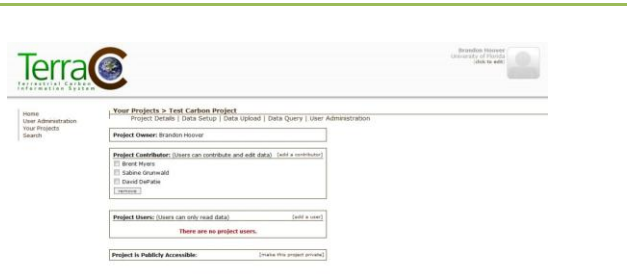 TerraC
Terrestrial Carbon
Information System
Brandon Hoover
University of Florida
click to edit
Home
User Administration
Your Projects
Search
Your Projects > Test Carbon Project
Project Details | Data Setup | Data Upload | Data Query | User Administration
Project Owner: Brandon Hoover
Project Contributor: (Users can contribute and edit data) [add a contributor]
Brent Myers
Sabine Grunwald
David DePatie
remove
Project Users: (Users can only read data) [add a user]
There are no project users.
Project is Publicly Accessible: [make this project private]